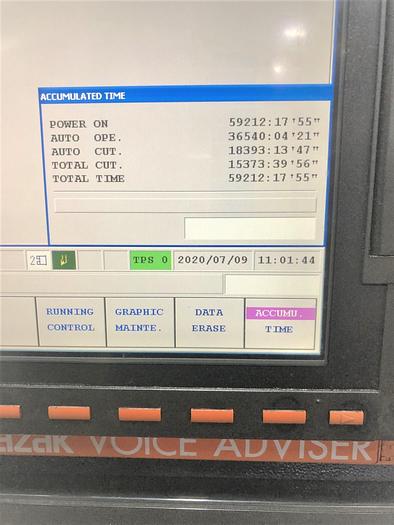 ACCUMULATED TIME
POWER ON 59212:17'55"
AUTO OPE. 36540:04'21"
AUTO CUT. 18393:13'47"
TOTAL CUT. 15373:39'56"
TOTAL TIME 59212:17'55"
TPS 0 2020/07/09 11:01:44
RUNNING CONTROL
GRAPHIC MAINTE.
DATA ERASE
ACCUMU. TIME
azak VOICE ADVISER